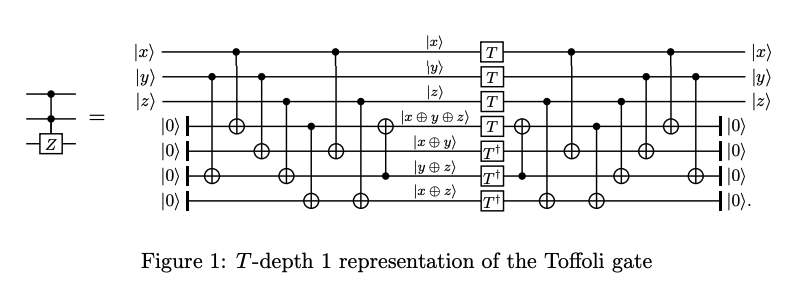 |x⟩ |x⟩ T |x⟩
|y⟩ |y⟩ T |y⟩
|z⟩ |z⟩ T |z⟩
= |0⟩ |x ⊕ y ⊕ z⟩ T |0⟩
Z |0⟩ |x ⊕ y⟩ T† |0⟩
|0⟩ |y ⊕ z⟩ T† |0⟩
|0⟩ |x ⊕ z⟩ T† |0⟩.
Figure 1: T-depth 1 representation of the Toffoli gate